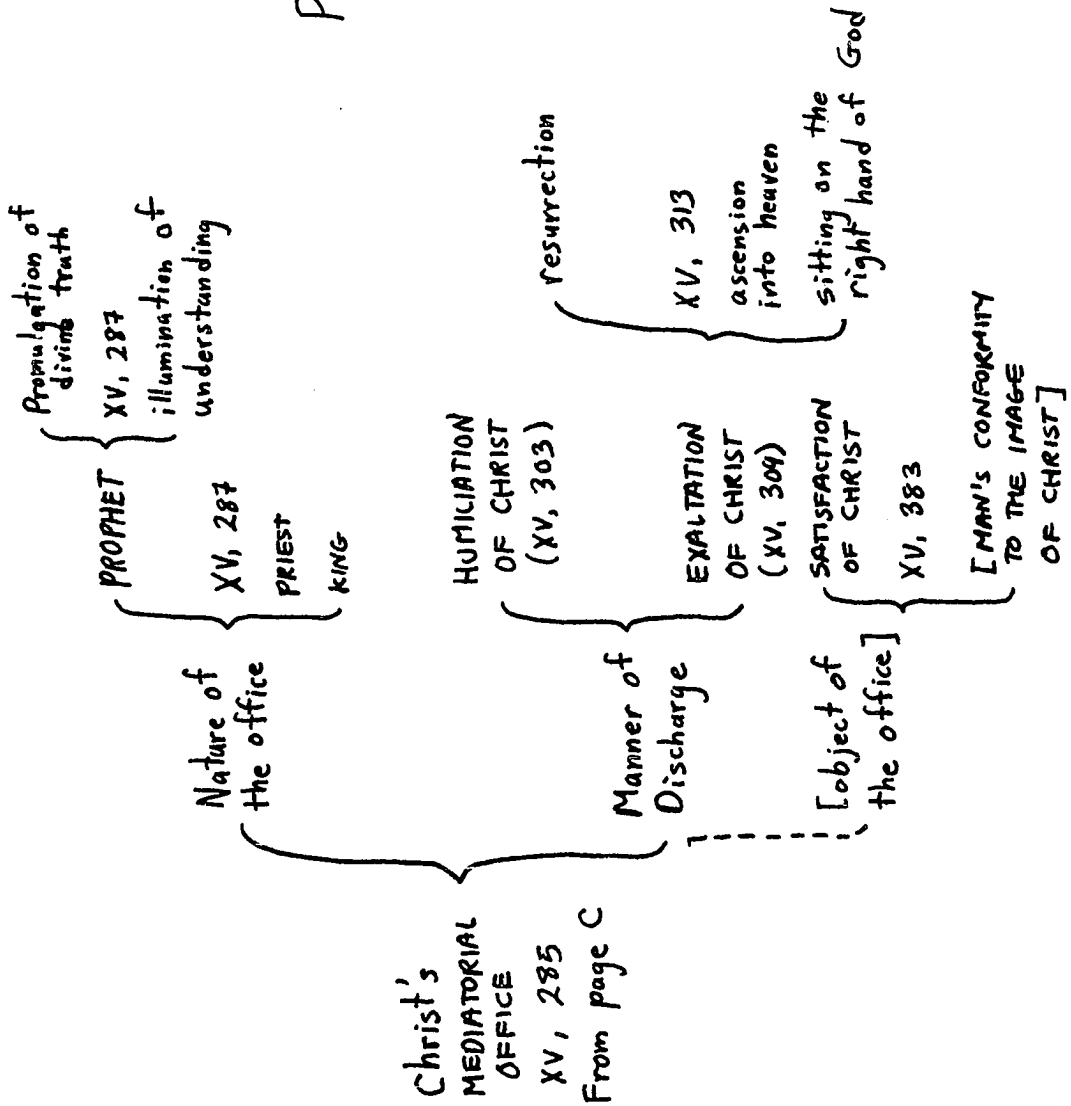 P
Christ's
MEDIATORIAL
OFFICE
XV, 285
From page C
Nature of
the office
PROPHET
XV, 287
PRIEST
KING
Promulgation of
divine truth
XV, 287
illumination of
understanding
Manner of
Discharge
HUMILIATION
OF CHRIST
(XV, 303)
EXALTATION
OF CHRIST
(XV, 309)
resurrection
XV, 313
ascension
into heaven
sitting on the
right hand of God
[object of
the office]
SATISFACTION
OF CHRIST
XV, 383
[MAN'S CONFORMITY
TO THE IMAGE
OF CHRIST]